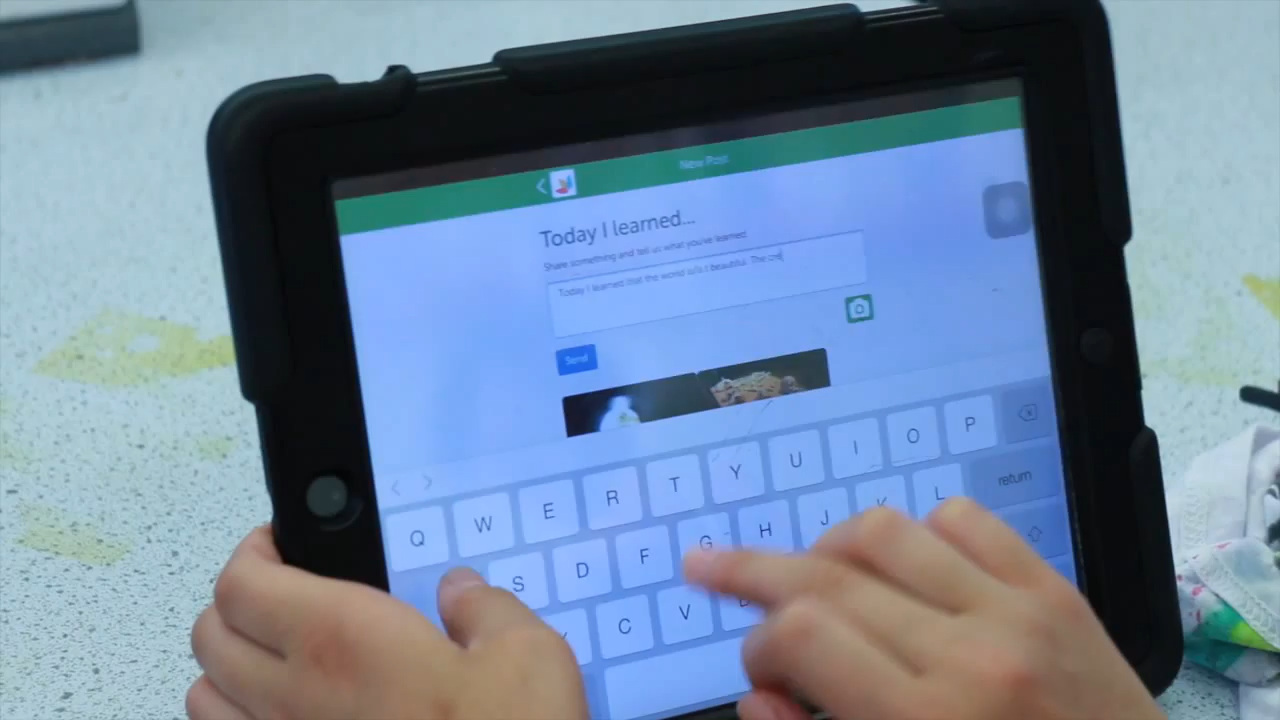 New Post
Today I learned...
Share something and tell us what you've learned
Today I learned that the world is beautiful. The cre
Send
Q W E R T Y U I O P
S D F G H J K L return
C V B